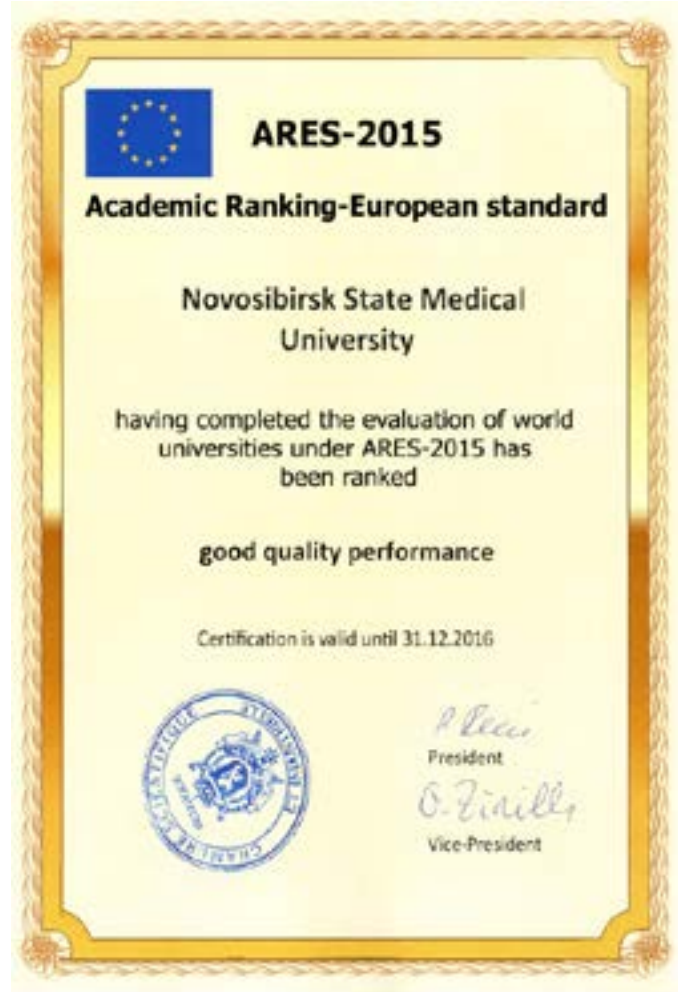 ARES-2015
Academic Ranking-European standard
Novosibirsk State Medical
University
having completed the evaluation of world
universities under ARES-2015 has
been ranked
good quality performance
Certification is valid until 31.12.2016
President
Vice-President